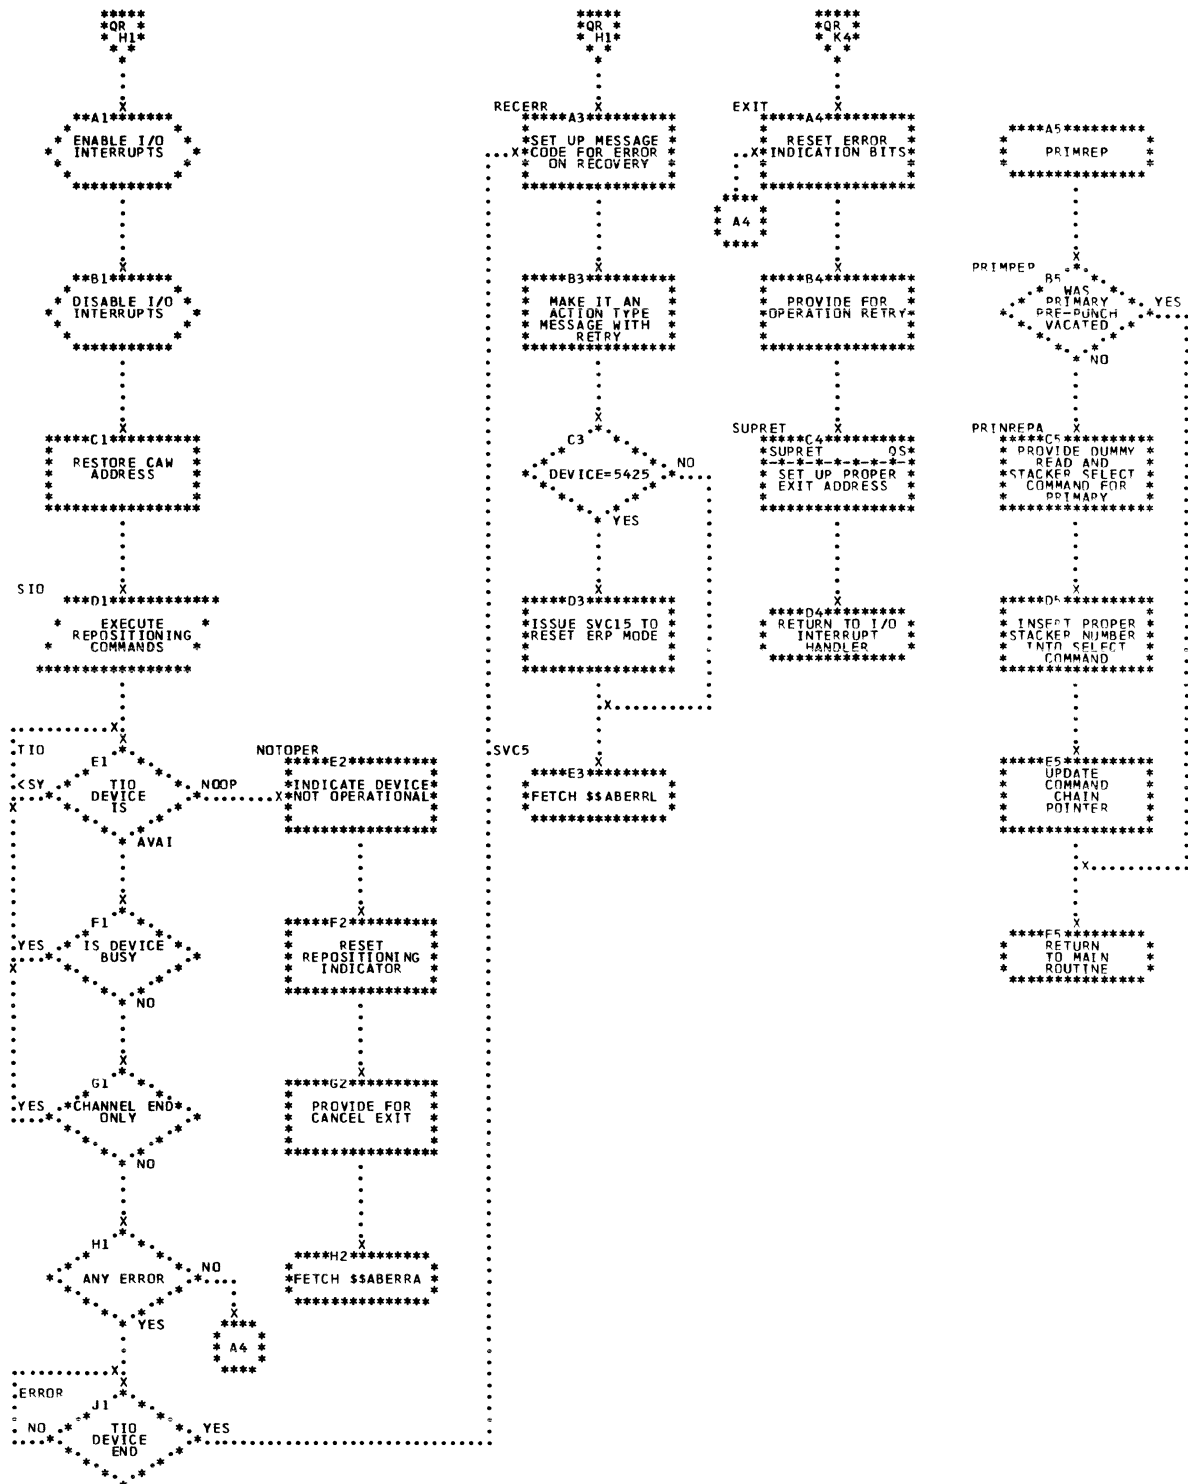 QR
H1
A1
ENABLE I/O
INTERRUPTS
B1
DISABLE I/O
INTERRUPTS
C1
RESTORE CAW
ADDRESS
SIO
D1
EXECUTE
REPOSITIONING
COMMANDS
TIO
E1
<SY
TIO
DEVICE
IS
NOOP
AVAI
F1
YES
IS DEVICE
BUSY
NO
G1
YES
CHANNEL END
ONLY
NO
H1
ANY ERROR
NO
YES
A4
ERROR
J1
NO
TIO
DEVICE
END
YES
NOTOPER
E2
INDICATE DEVICE
NOT OPERATIONAL
F2
RESET
REPOSITIONING
INDICATOR
G2
PROVIDE FOR
CANCEL EXIT
H2
FETCH $$ABERRA
QR
H1
RECERR
A3
SET UP MESSAGE
CODE FOR ERROR
ON RECOVERY
B3
MAKE IT AN
ACTION TYPE
MESSAGE WITH
RETRY
C3
DEVICE=5425
NO
YES
D3
ISSUE SVC15 TO
RESET ERP MODE
SVC5
E3
FETCH $$ABERRL
QR
K4
EXIT
A4
RESET ERROR
INDICATION BITS
A4
B4
PROVIDE FOR
OPERATION RETRY
SUPRET
C4
SUPRET QS
SET UP PROPER
EXIT ADDRESS
D4
RETURN TO I/O
INTERRUPT
HANDLER
A5
PRIMREP
PRIMPEP
B5
WAS
PRIMARY
PRE-PUNCH
VACATED
YES
NO
PRINREPA
C5
PROVIDE DUMMY
READ AND
STACKER SELECT
COMMAND FOR
PRIMARY
D5
INSERT PROPER
STACKER NUMBER
INTO SELECT
COMMAND
E5
UPDATE
COMMAND
CHAIN
POINTER
F5
RETURN
TO MAIN
ROUTINE